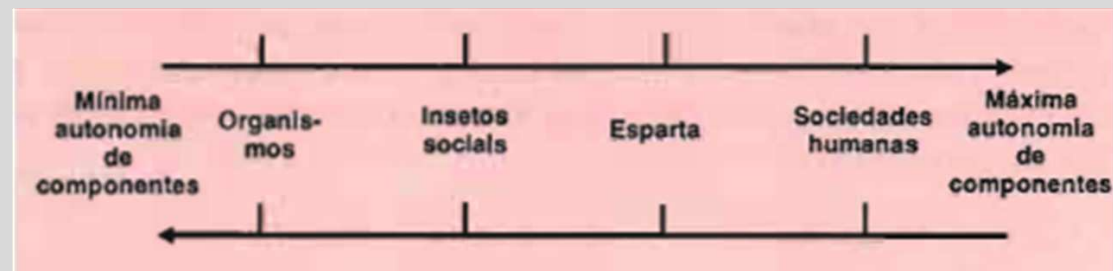 Mínima
autonomia
de
componentes
Organis-
mos
Insetos
sociais
Esparta
Sociedades
humanas
Máxima
autonomia
de
componentes